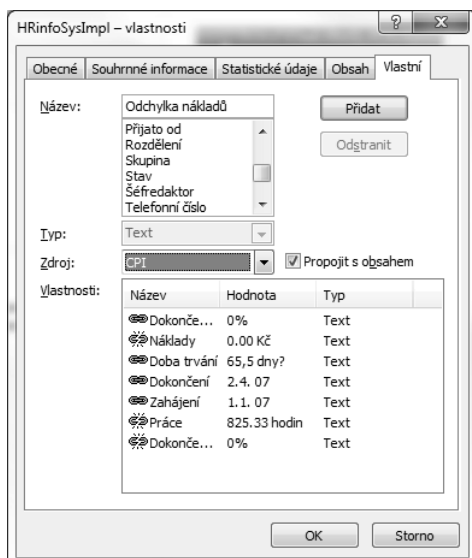 HRinfoSysImpl – vlastnosti
Obecné Souhrnné informace Statistické údaje Obsah Vlastní
Název: Odchylka nákladů Přidat
Přijato od
Rozdělení Odstranit
Skupina
Stav
Šéfredaktor
Telefonní číslo
Typ: Text
Zdroj: CPI Propojit s obsahem
Vlastnosti: Název Hodnota Typ
Dokonče... 0% Text
Náklady 0.00 Kč Text
Doba trvání 65,5 dny? Text
Dokončení 2.4. 07 Text
Zahájení 1.1. 07 Text
Práce 825.33 hodin Text
Dokonče... 0% Text
OK Storno